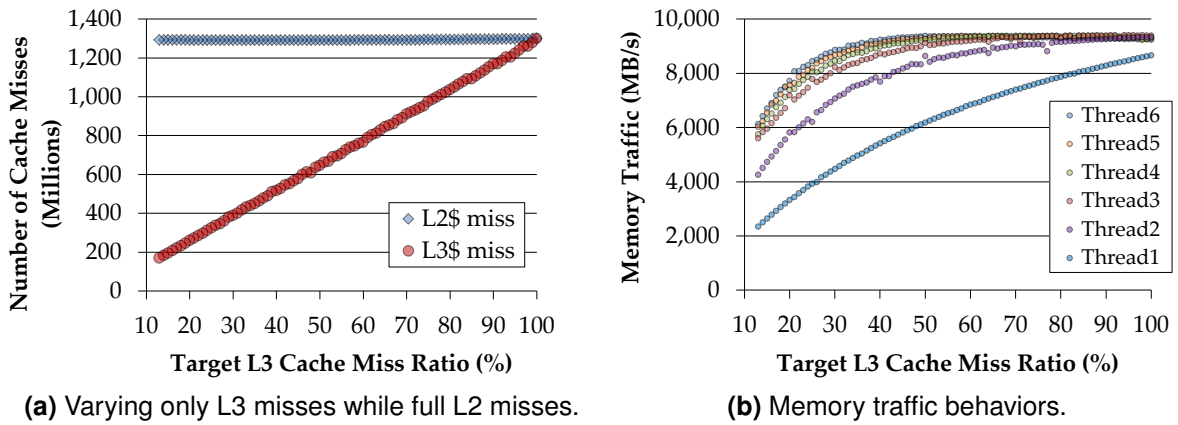 Number of Cache Misses
(Millions)
1,400
1,200
1,000
800
600
400
200
0
L2$ miss
L3$ miss
10 20 30 40 50 60 70 80 90 100
Target L3 Cache Miss Ratio (%)
(a) Varying only L3 misses while full L2 misses.
Memory Traffic (MB/s)
10,000
8,000
6,000
4,000
2,000
0
Thread6
Thread5
Thread4
Thread3
Thread2
Thread1
10 20 30 40 50 60 70 80 90 100
Target L3 Cache Miss Ratio (%)
(b) Memory traffic behaviors.